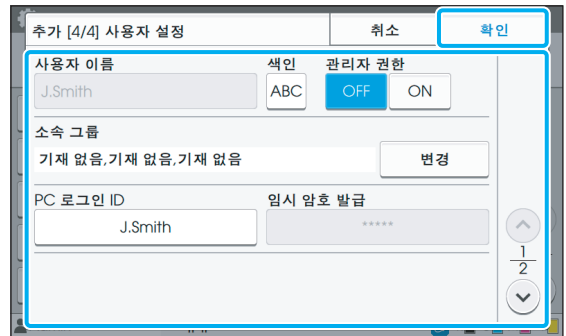 추가 [4/4] 사용자 설정 취소 확인
사용자 이름 색인 관리자 권한
J.Smith ABC OFF ON
소속 그룹
기재 없음,기재 없음,기재 없음 변경
PC 로그인 ID 임시 암호 발급
J.Smith *****
1
2